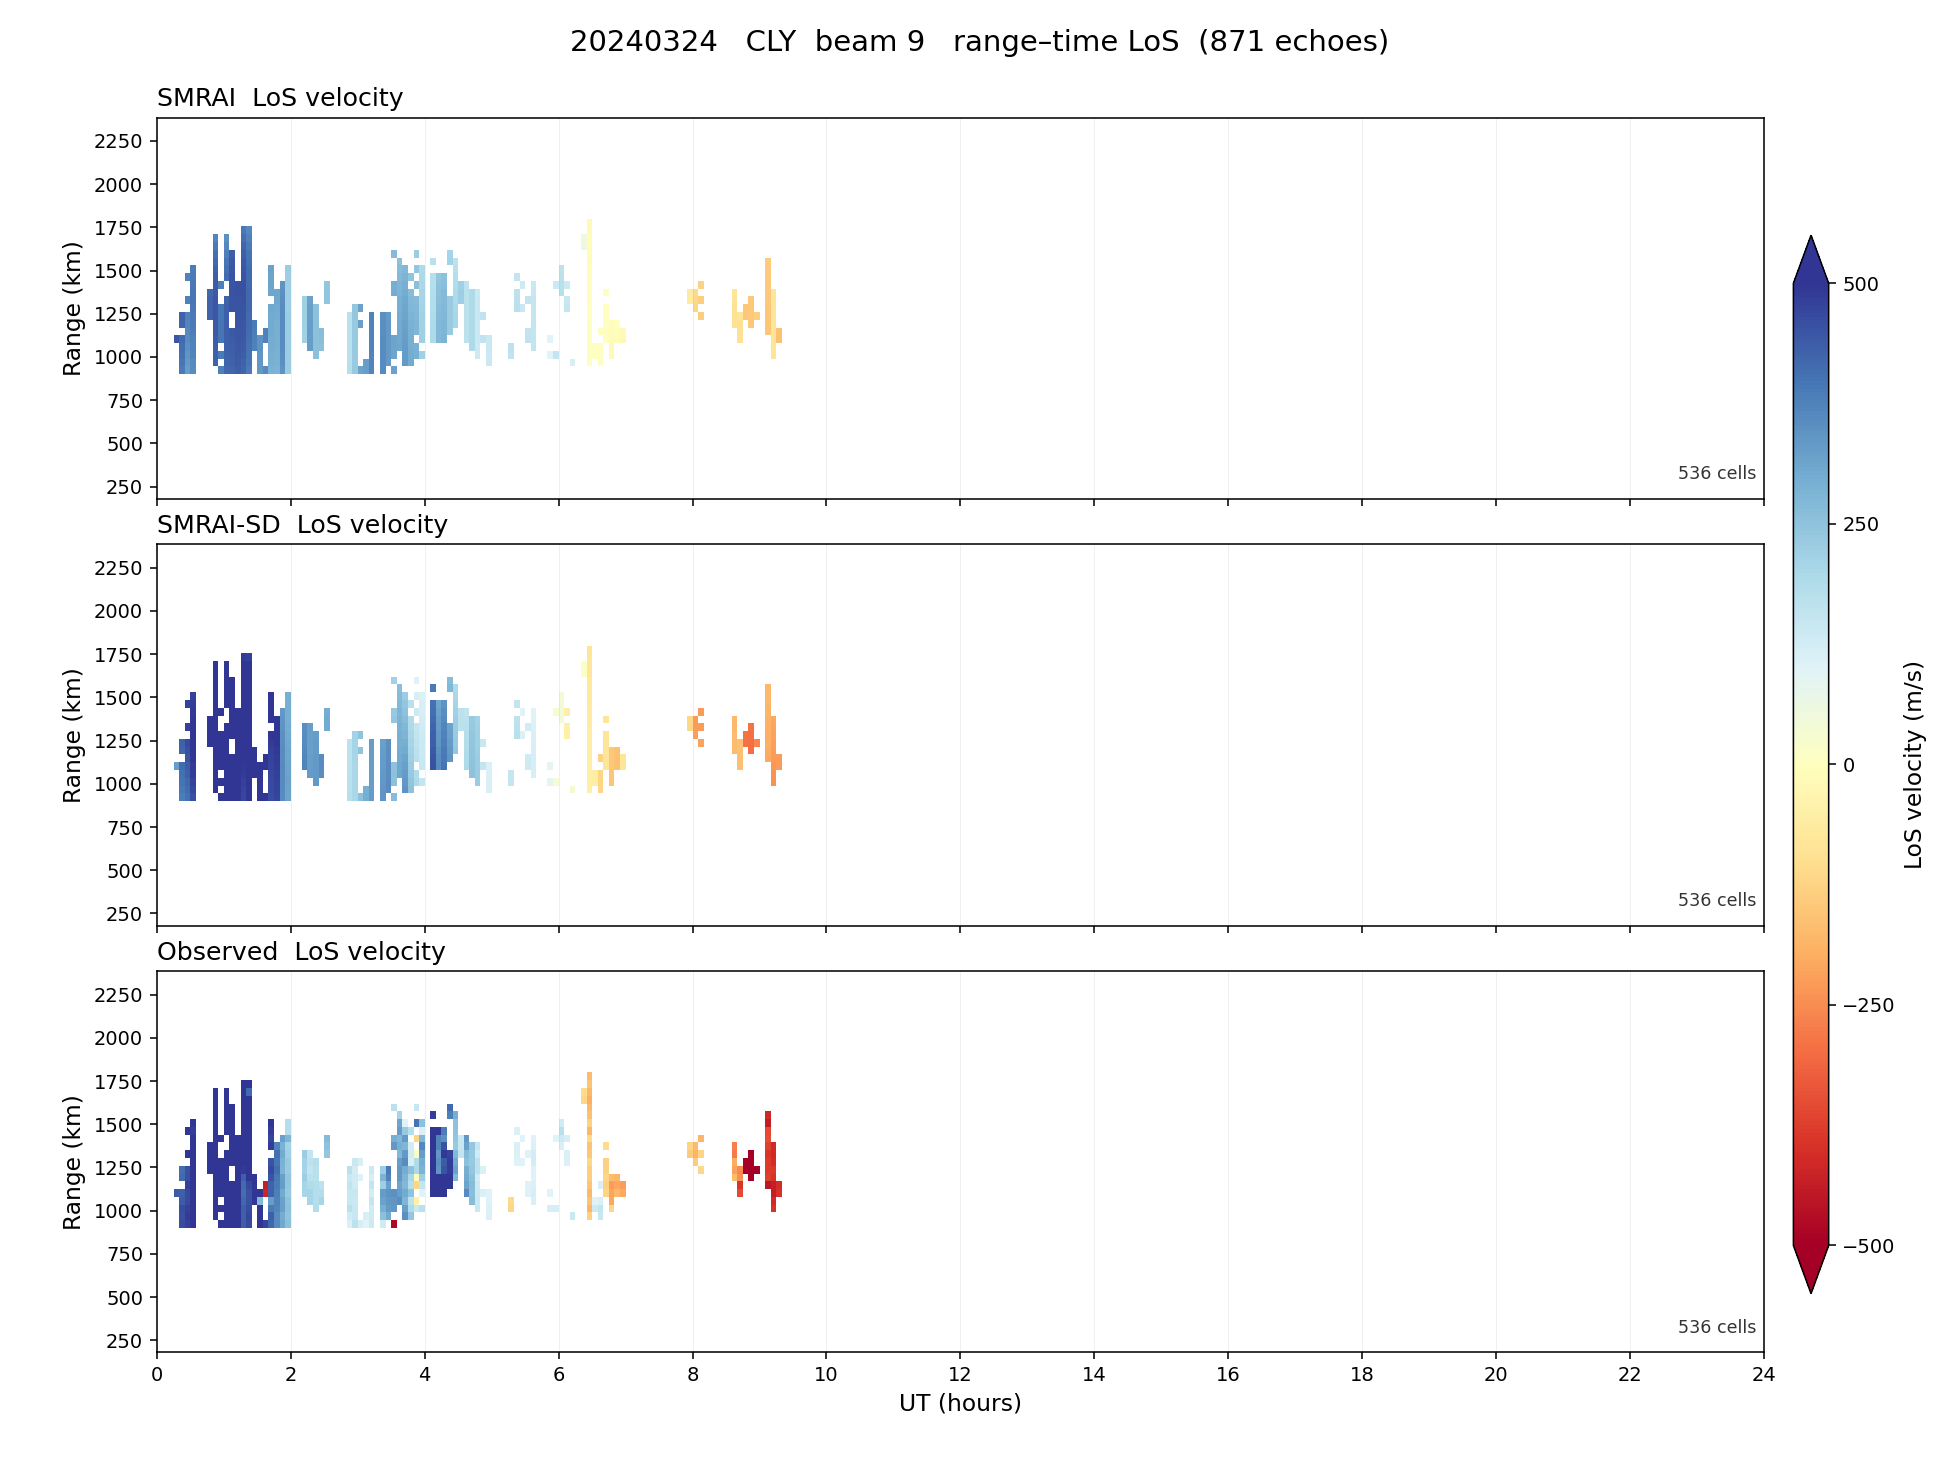 20240324   CLY  beam 9   range–time LoS  (871 echoes)
SMRAI  LoS velocity
2250
2000
1750
1500
1250
1000
750
500
250
Range (km)
536 cells
SMRAI-SD  LoS velocity
2250
2000
1750
1500
1250
1000
750
500
250
Range (km)
536 cells
Observed  LoS velocity
2250
2000
1750
1500
1250
1000
750
500
250
Range (km)
536 cells
0 2 4 6 8 10 12 14 16 18 20 22 24
UT (hours)
500
250
0
−250
−500
LoS velocity (m/s)